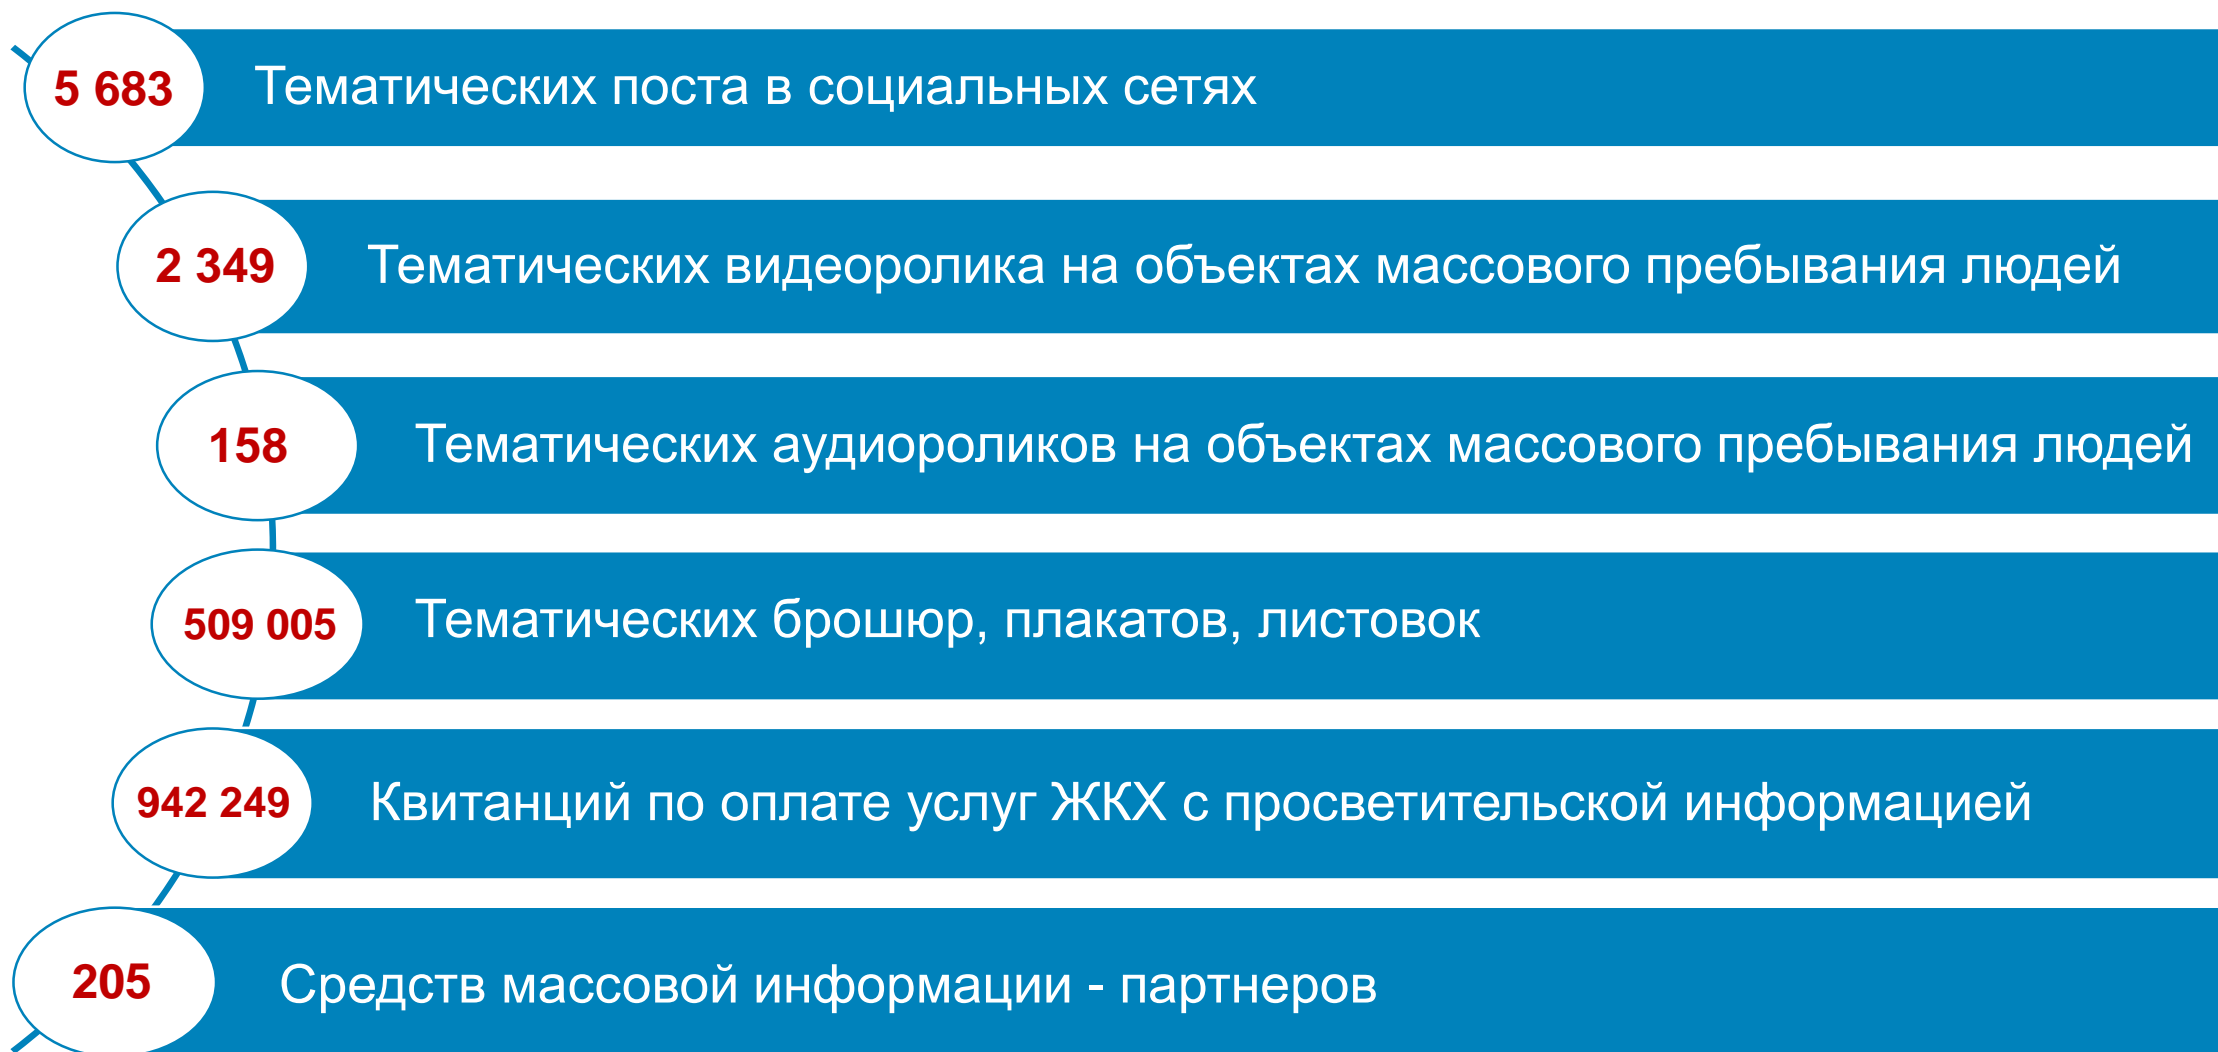 5 683 Тематических поста в социальных сетях
2 349 Тематических видеоролика на объектах массового пребывания людей
158 Тематических аудиороликов на объектах массового пребывания людей
509 005 Тематических брошюр, плакатов, листовок
942 249 Квитанций по оплате услуг ЖКХ с просветительской информацией
205 Средств массовой информации - партнеров